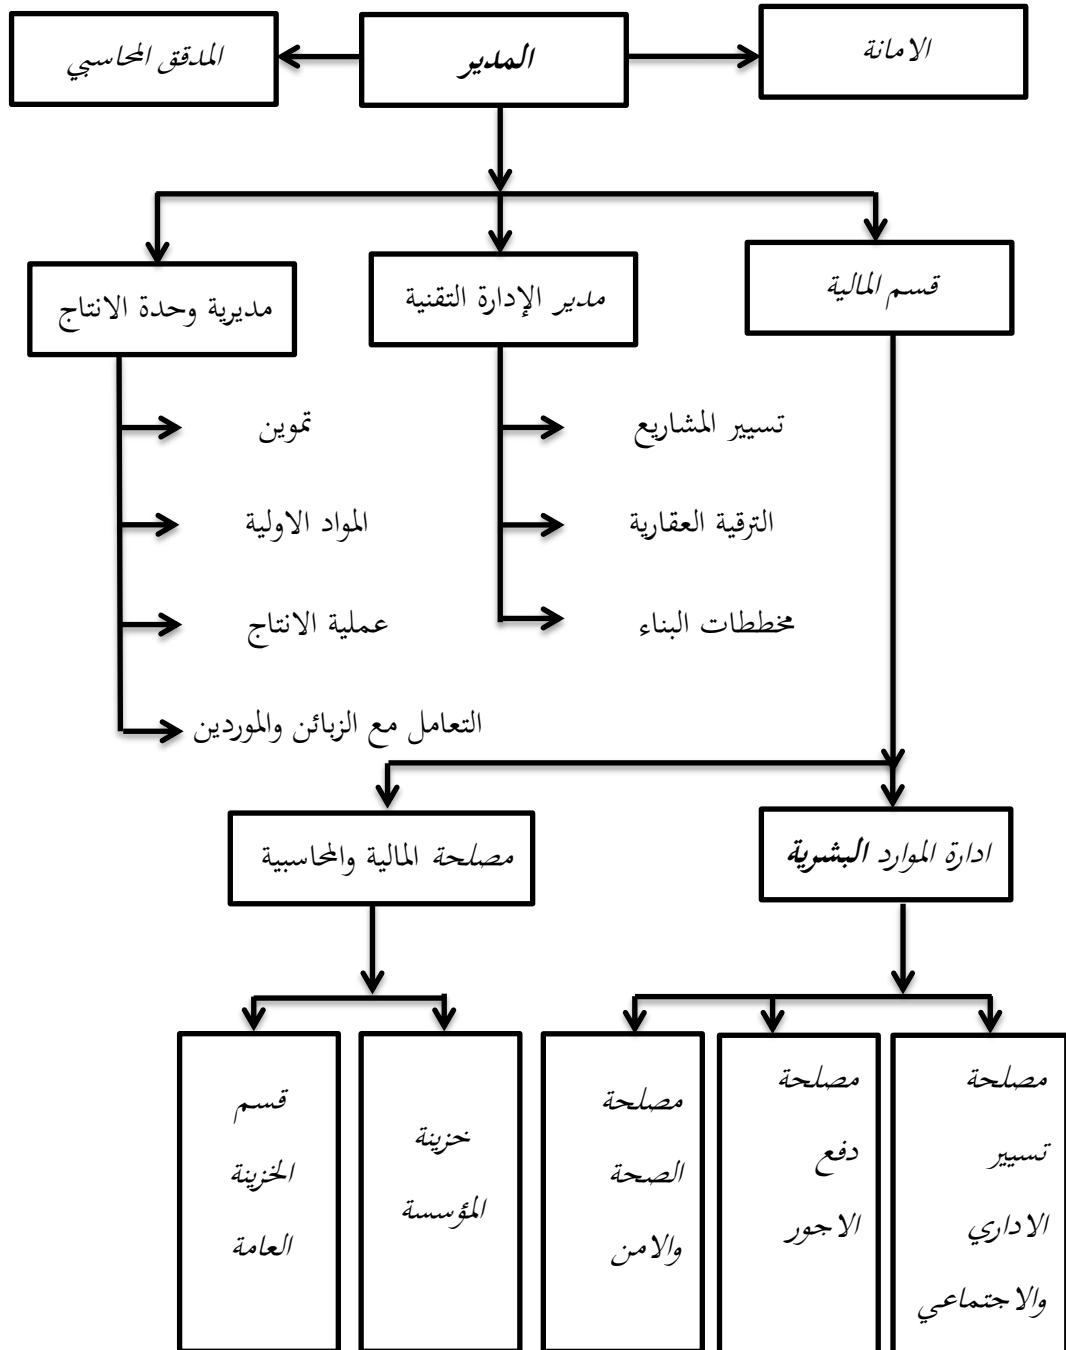 الامانة
المدير
المدقق المحاسبي
قسم المالية
مدير الإدارة التقنية
مديرية وحدة الانتاج
تسيير المشاريع
تموين
الترقية العقارية
المواد الاولية
مخططات البناء
عملية الانتاج
التعامل مع الزبائن والموردين
ادارة الموارد البشرية
مصلحة المالية والمحاسبية
مصلحة
تسيير
الاداري
والاجتماعي
مصلحة
دفع
الاجور
مصلحة
الصحة
والامن
خزينة
المؤسسة
قسم
الخزينة
العامة